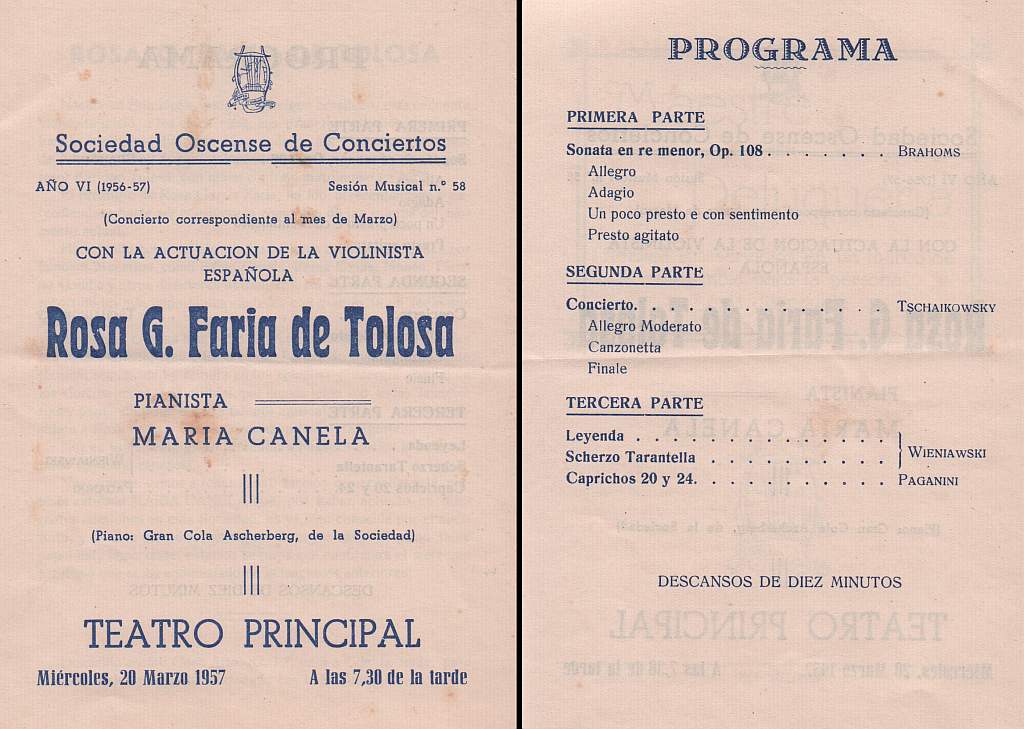 Sociedad Oscense de Conciertos
AÑO VI (1956-57) Sesión Musical n.º 58
(Concierto correspondiente al mes de Marzo)
CON LA ACTUACION DE LA VIOLINISTA
ESPAÑOLA
Rosa G. Faria de Tolosa
PIANISTA
MARIA CANELA
(Piano: Gran Cola Ascherberg, de la Sociedad)
TEATRO PRINCIPAL
Miércoles, 20 Marzo 1957 A las 7,30 de la tarde
PROGRAMA
PRIMERA PARTE
Sonata en re menor, Op. 108 . . . . . . . BRAHOMS
Allegro
Adagio
Un poco presto e con sentimento
Presto agitato
SEGUNDA PARTE
Concierto. . . . . . . . . . . . . TSCHAIKOWSKY
Allegro Moderato
Canzonetta
Finale
TERCERA PARTE
Leyenda . . . . . . . . . . . . .
Scherzo Tarantella . . . . . . . . . WIENIAWSKI
Caprichos 20 y 24. . . . . . . . . . PAGANINI
DESCANSOS DE DIEZ MINUTOS